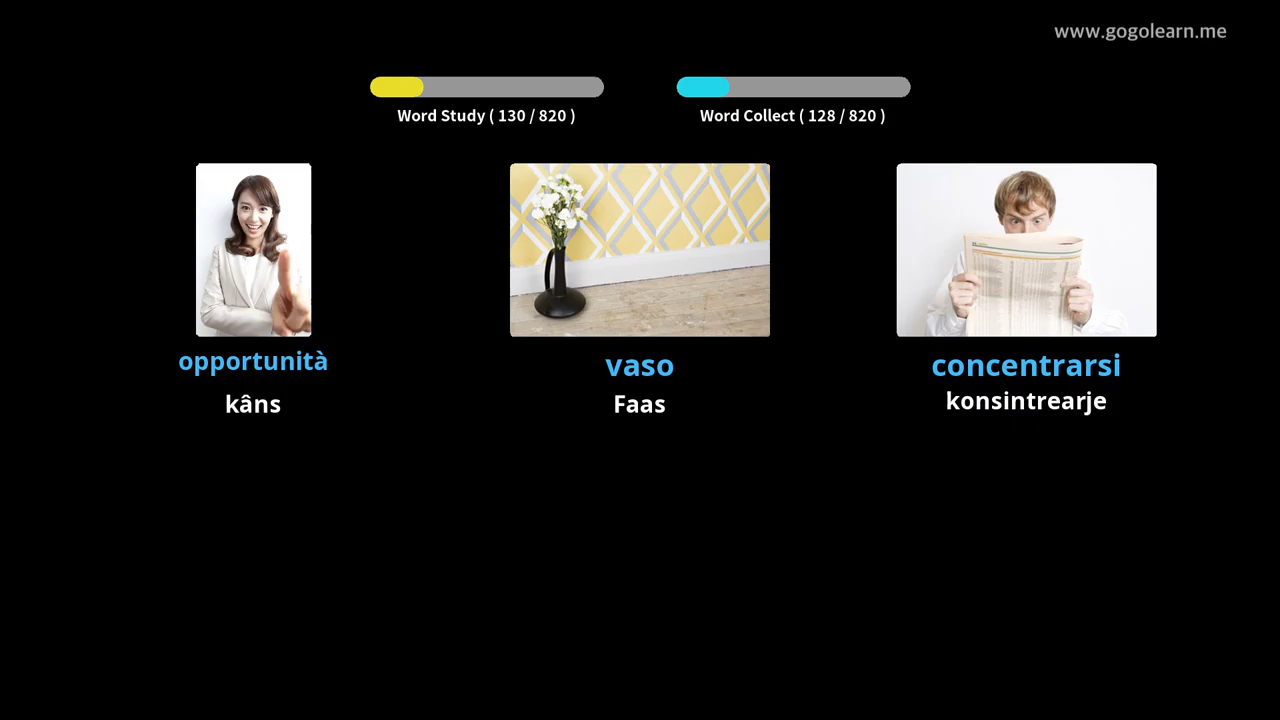 www.gogolearn.me
Word Study ( 130 / 820 )
Word Collect ( 128 / 820 )
opportunità
vaso
concentrarsi
kâns
Faas
konsintrearje